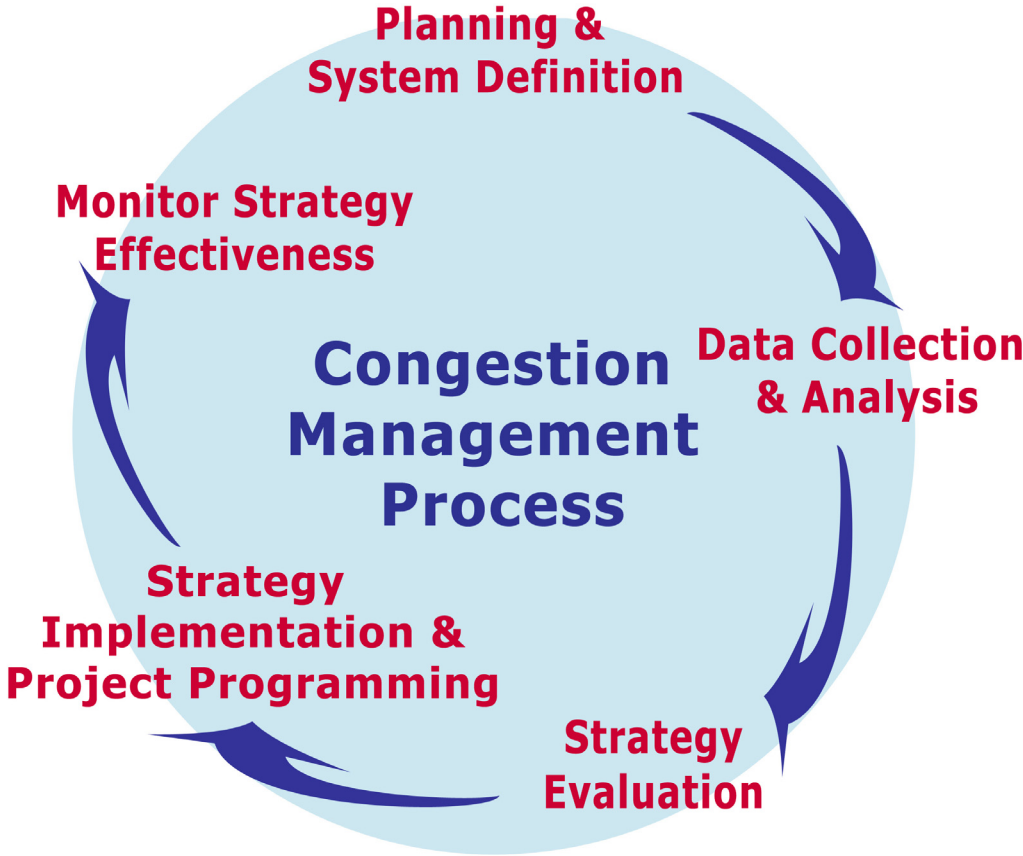 Planning &
System Definition
Monitor Strategy
Effectiveness
Data Collection
& Analysis
Congestion
Management
Process
Strategy
Implementation &
Project Programming
Strategy
Evaluation